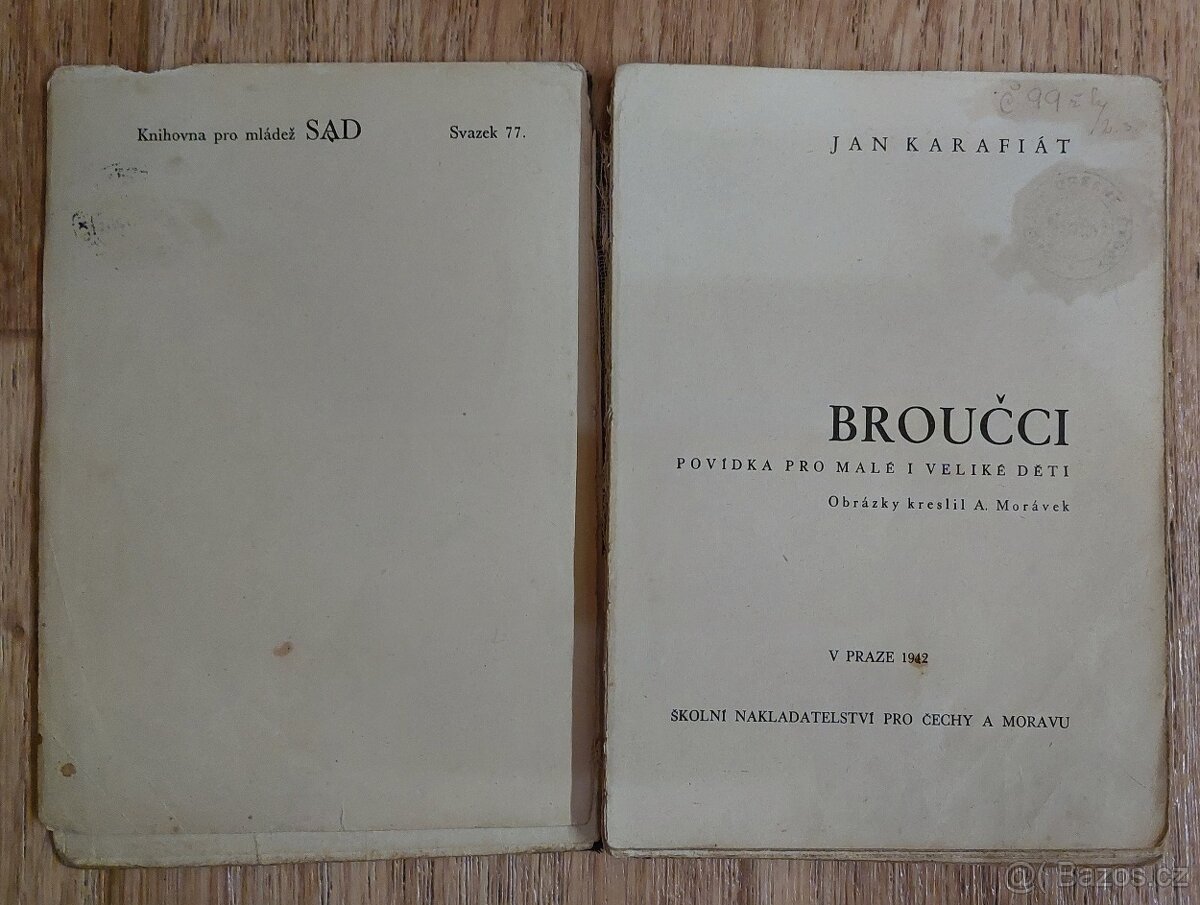 Knihovna pro mládež SAD Svazek 77.
Č 99
JAN KARAFIÁT
BROUČCI
POVÍDKA PRO MALÉ I VELIKÉ DĚTI
Obrázky kreslil A. Morávek
V PRAZE 1942
ŠKOLNÍ NAKLADATELSTVÍ PRO ČECHY A MORAVU
@( Bazos.cz